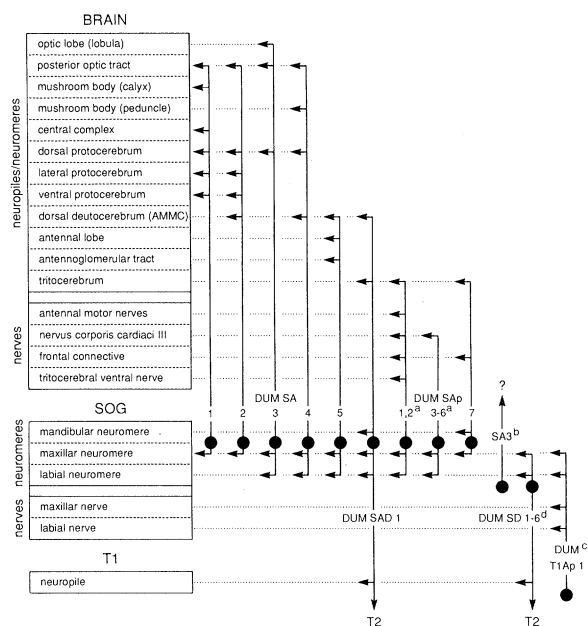 BRAIN
neuropiles/neuromeres
optic lobe (lobula)
posterior optic tract
mushroom body (calyx)
mushroom body (peduncle)
central complex
dorsal protocerebrum
lateral protocerebrum
ventral protocerebrum
dorsal deutocerebrum (AMMC)
antennal lobe
antennoglomerular tract
tritocerebrum
nerves
antennal motor nerves
nervus corporis cardiaci III
frontal connective
tritocerebral ventral nerve
?
DUM SA
DUM SAp
SOG
1 2 3 4 5 1,2ᵃ 3-6ᵃ 7
SA3ᵇ
neuromeres
mandibular neuromere
maxillar neuromere
labial neuromere
nerves
maxillar nerve
labial nerve
DUM SAD 1
DUM SD 1-6ᵈ
DUMᶜ
T1Ap 1
T1
neuropile
T2 T2